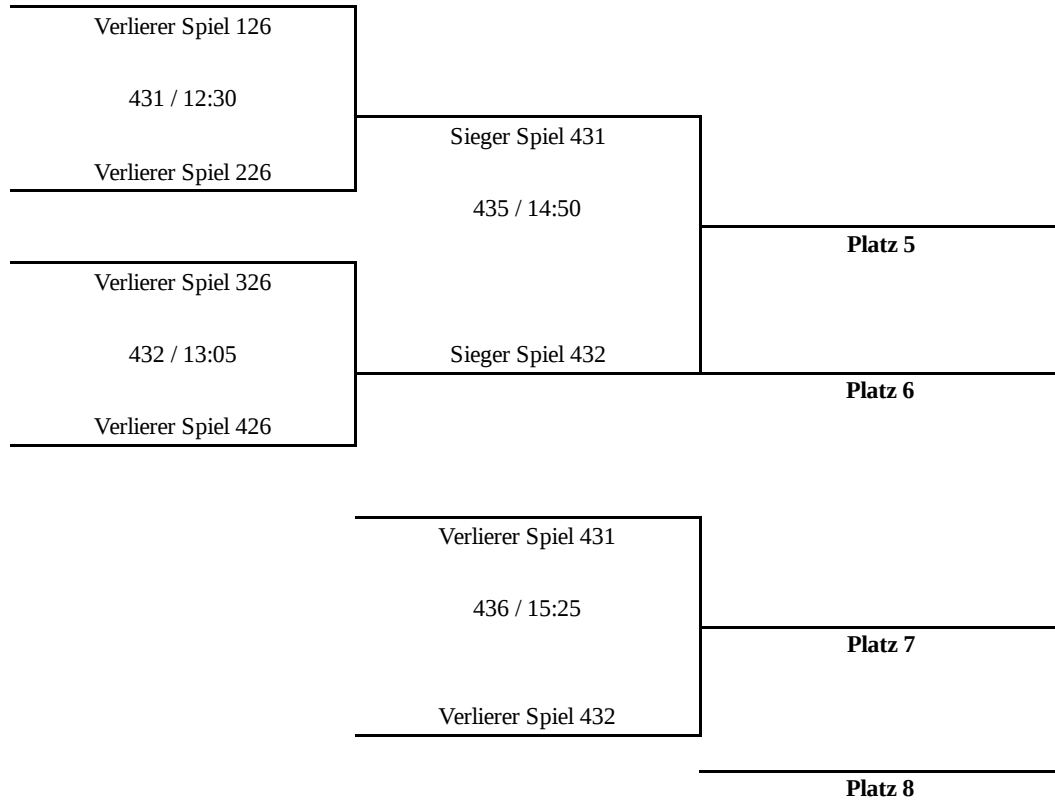 Verlierer Spiel 126
431 / 12:30
Verlierer Spiel 226
Sieger Spiel 431
435 / 14:50
Platz 5
Verlierer Spiel 326
432 / 13:05
Sieger Spiel 432
Platz 6
Verlierer Spiel 426
Verlierer Spiel 431
436 / 15:25
Platz 7
Verlierer Spiel 432
Platz 8